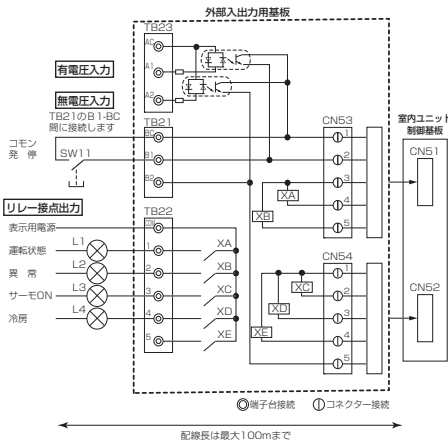 外部入出力用基板
TB23
AC
A1
A2
有電圧入力
無電圧入力
TB21のB1-BC
間に接続します
コモン
発 停
SW11
TB21
BC
B1
B2
CN53
1
2
3
4
5
XA
XB
室内ユニット
制御基板
CN51
リレー接点出力
表示用電源
運転状態
L1
異 常
L2
サーモON
L3
冷房
L4
TB22
COM
1
2
3
4
5
XA
XB
XC
XD
XE
CN54
1
2
3
4
5
XC
XD
XE
CN52
端子台接続
コネクター接続
配線長は最大100mまで